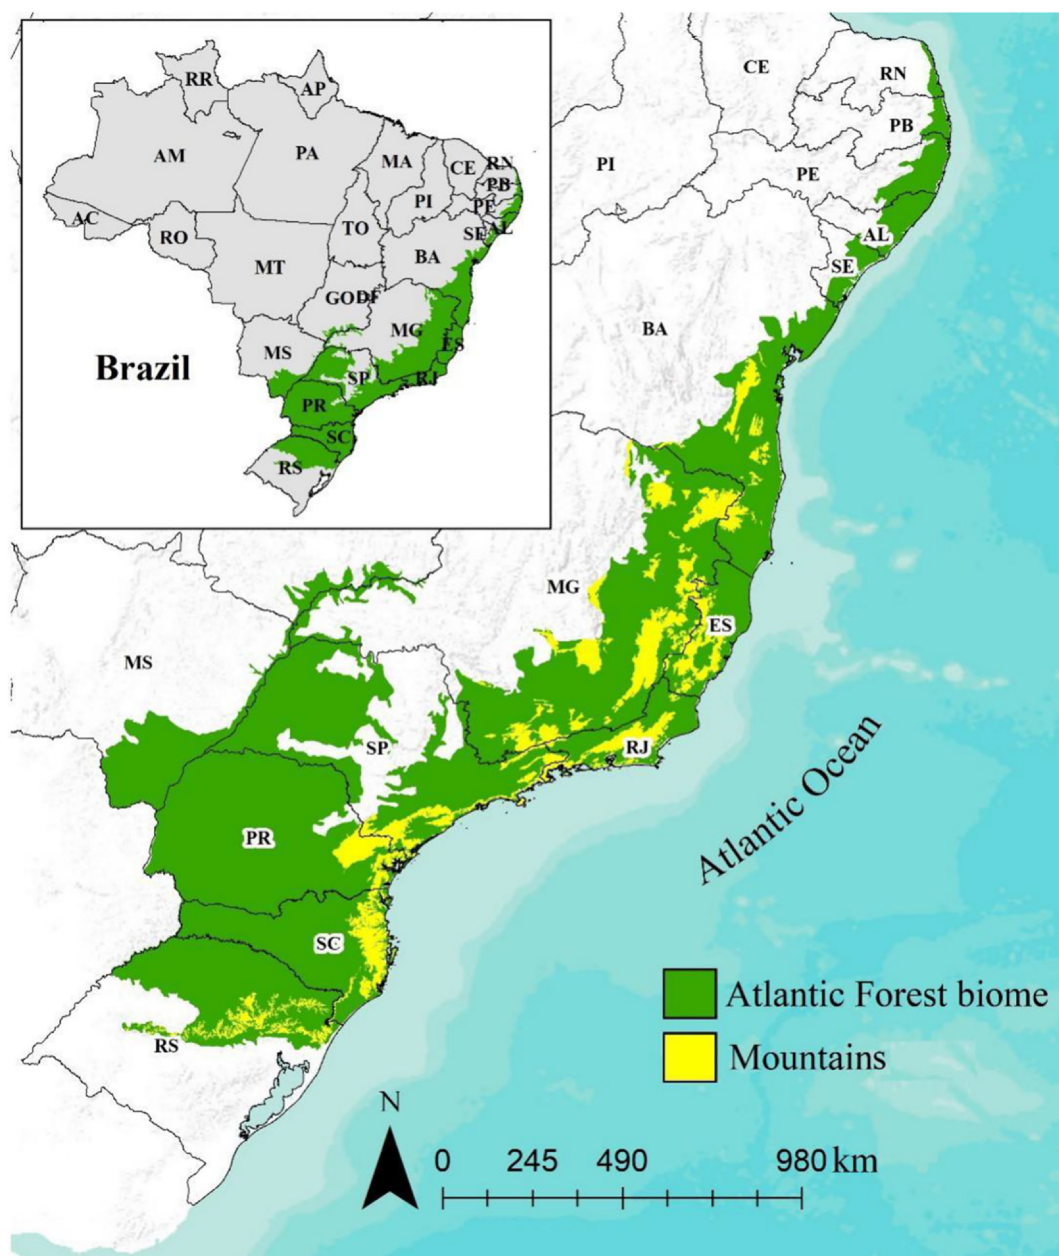 RR
AP
AM
PA
MA
CE
RN
PB
PI
PE
AC
TO
AL
SE
RO
BA
MT
GO
DF
MG
MS
ES
SP
RJ
Brazil
PR
SC
RS
CE
RN
PB
PI
PE
AL
SE
BA
MG
ES
MS
SP
RJ
PR
SC
RS
Atlantic Ocean
Atlantic Forest biome
Mountains
N
0 245 490 980 km